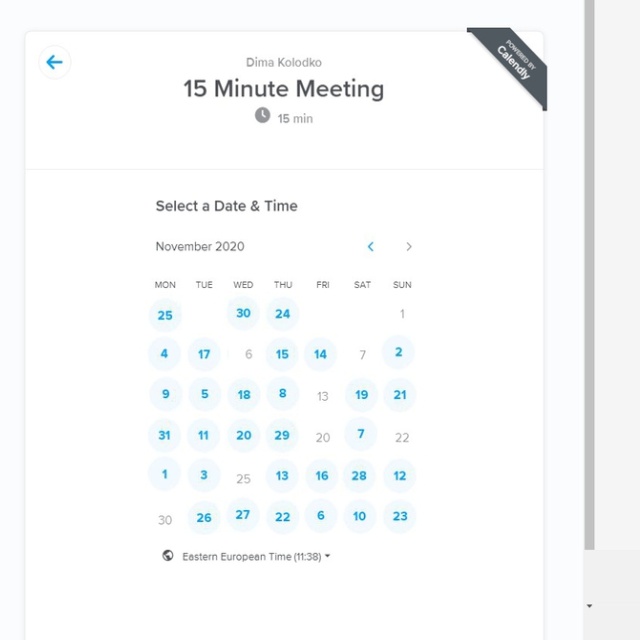 POWERED BY
Calendly
Dima Kolodko
15 Minute Meeting
15 min
Select a Date & Time
November 2020
MON TUE WED THU FRI SAT SUN
25 30 24 1
4 17 6 15 14 7 2
9 5 18 8 13 19 21
31 11 20 29 20 7 22
1 3 25 13 16 28 12
30 26 27 22 6 10 23
Eastern European Time (11:38)